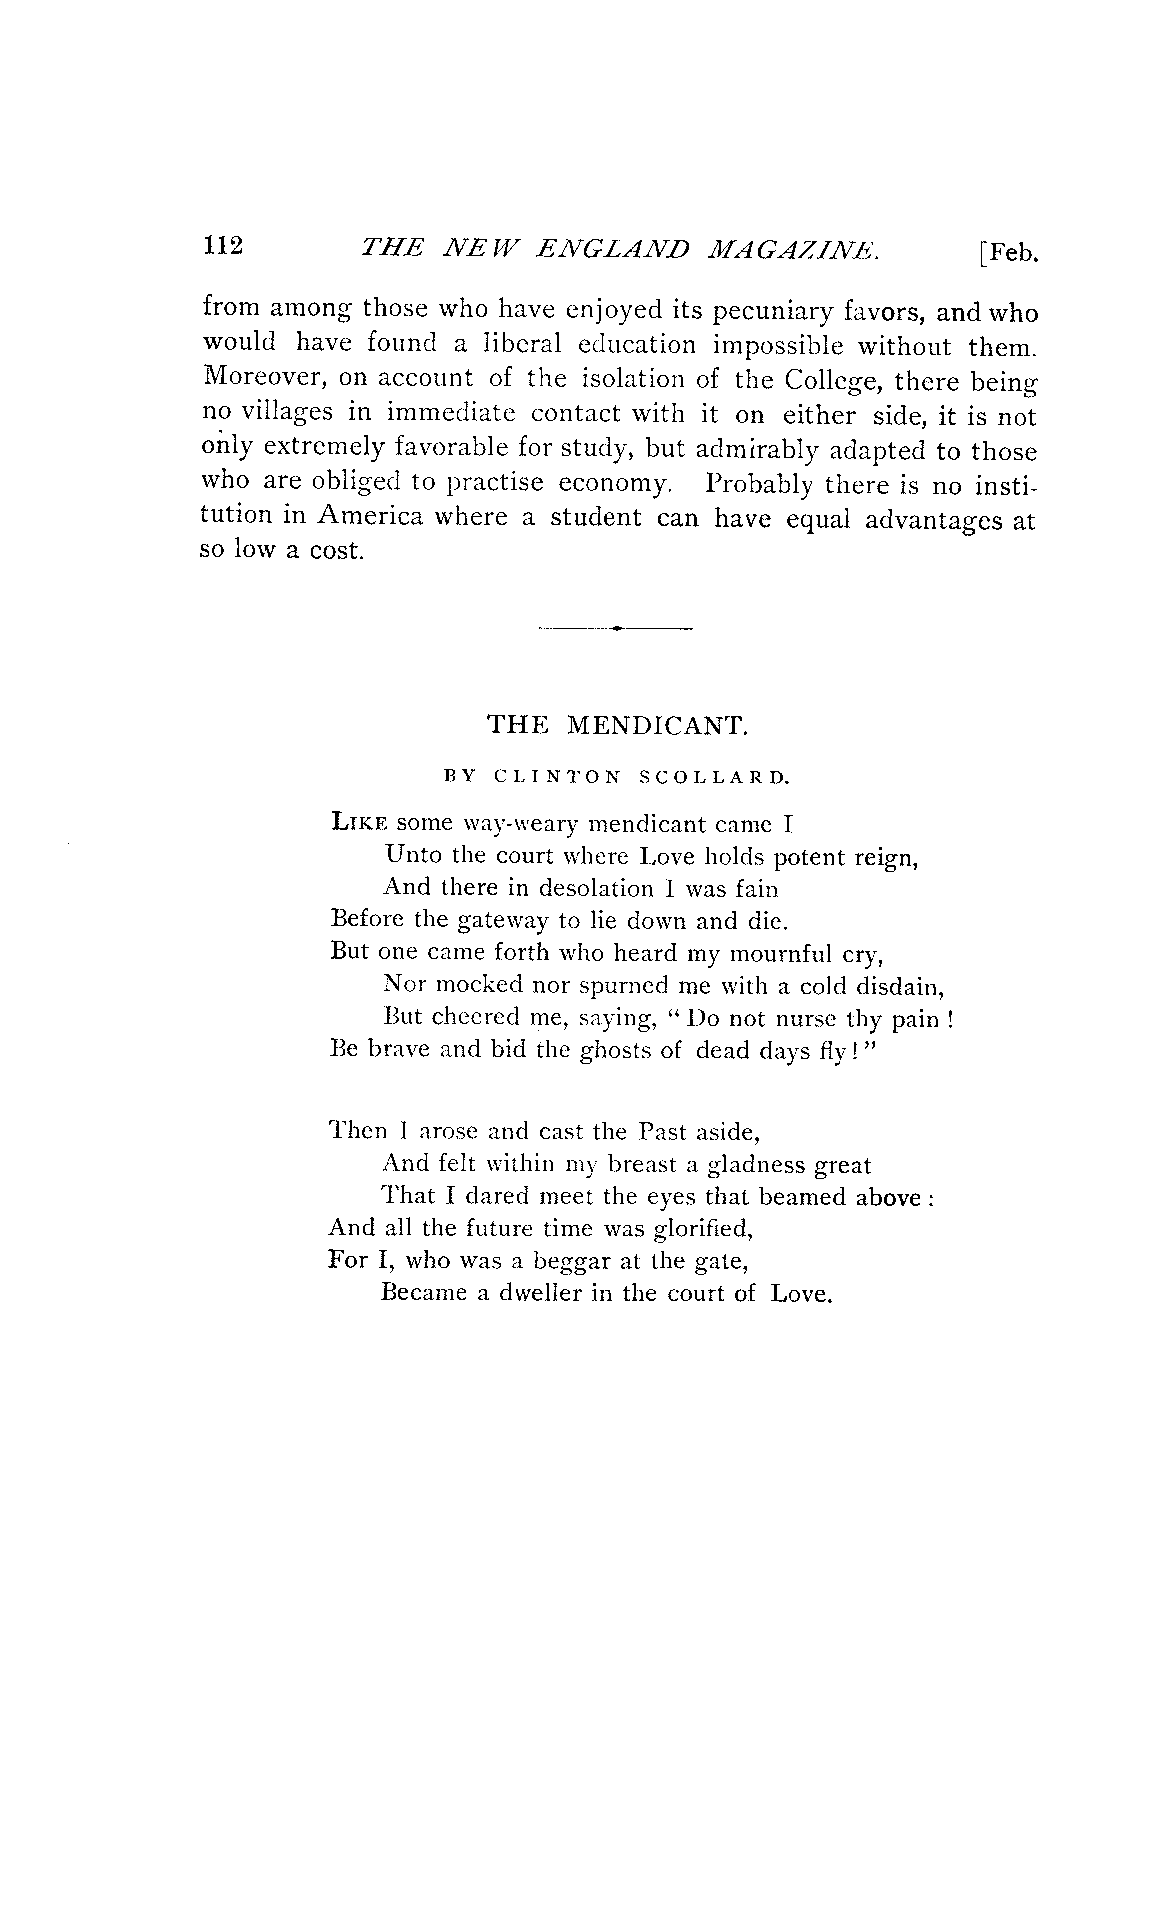 112 THE NEW ENGLAND MAGAZINE. [Feb.
from among those who have enjoyed its pecuniary favors, and who
would have found a liberal education impossible without them.
Moreover, on account of the isolation of the College, there being
no villages in immediate contact with it on either side, it is not
only extremely favorable for study, but admirably adapted to those
who are obliged to practise economy. Probably there is no insti-
tution in America where a student can have equal advantages at
so low a cost.
THE MENDICANT.
BY CLINTON SCOLLARD.
LIKE some way-weary mendicant came I
Unto the court where Love holds potent reign,
And there in desolation I was fain
Before the gateway to lie down and die.
But one came forth who heard my mournful cry,
Nor mocked nor spurned me with a cold disdain,
But cheered me, saying, “Do not nurse thy pain !
Be brave and bid the ghosts of dead days fly!”
Then I arose and cast the Past aside,
And felt within my breast a gladness great
That I dared meet the eyes that beamed above :
And all the future time was glorified,
For I, who was a beggar at the gate,
Became a dweller in the court of Love.